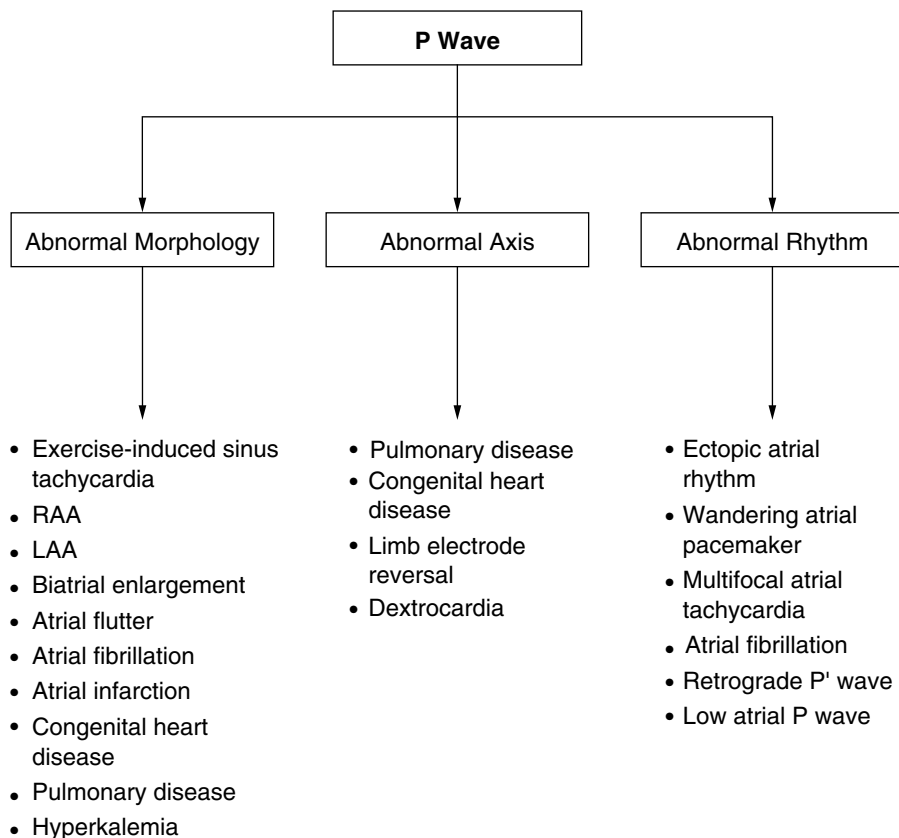 P Wave
Abnormal Morphology
Abnormal Axis
Abnormal Rhythm
• Exercise-induced sinus
tachycardia
• RAA
• LAA
• Biatrial enlargement
• Atrial flutter
• Atrial fibrillation
• Atrial infarction
• Congenital heart
disease
• Pulmonary disease
• Hyperkalemia
• Pulmonary disease
• Congenital heart
disease
• Limb electrode
reversal
• Dextrocardia
• Ectopic atrial
rhythm
• Wandering atrial
pacemaker
• Multifocal atrial
tachycardia
• Atrial fibrillation
• Retrograde P' wave
• Low atrial P wave